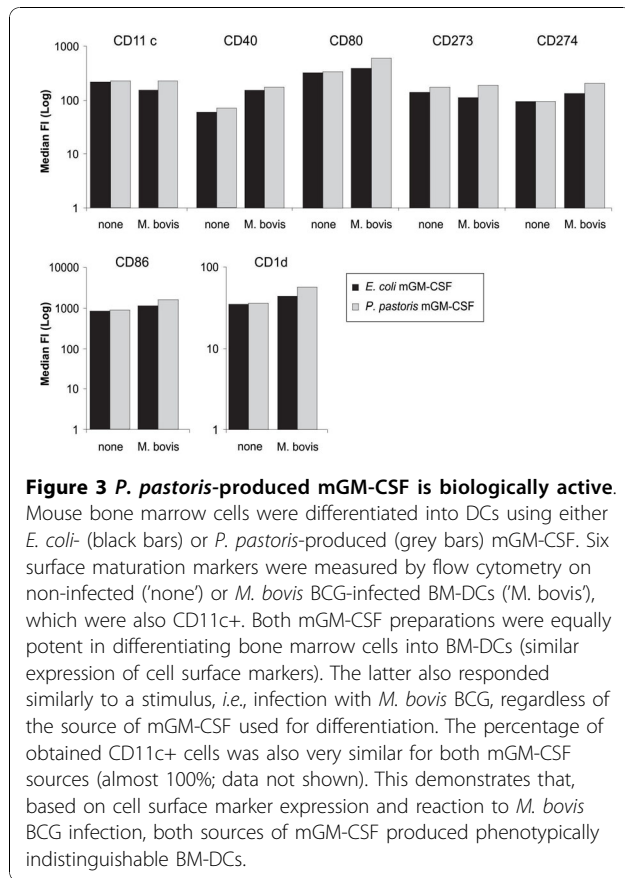 CD11 c CD40 CD80 CD273 CD274
1000
100
10
1
Median FI (Log)
none M. bovis none M. bovis none M. bovis none M. bovis none M. bovis
CD86 CD1d
10000
1000
100
10
1
Median FI (Log)
100
10
1
E. coli mGM-CSF
P. pastoris mGM-CSF
none M. bovis none M. bovis
Figure 3 P. pastoris-produced mGM-CSF is biologically active.
Mouse bone marrow cells were differentiated into DCs using either
E. coli- (black bars) or P. pastoris-produced (grey bars) mGM-CSF. Six
surface maturation markers were measured by flow cytometry on
non-infected ('none') or M. bovis BCG-infected BM-DCs ('M. bovis'),
which were also CD11c+. Both mGM-CSF preparations were equally
potent in differentiating bone marrow cells into BM-DCs (similar
expression of cell surface markers). The latter also responded
similarly to a stimulus, i.e., infection with M. bovis BCG, regardless of
the source of mGM-CSF used for differentiation. The percentage of
obtained CD11c+ cells was also very similar for both mGM-CSF
sources (almost 100%; data not shown). This demonstrates that,
based on cell surface marker expression and reaction to M. bovis
BCG infection, both sources of mGM-CSF produced phenotypically
indistinguishable BM-DCs.